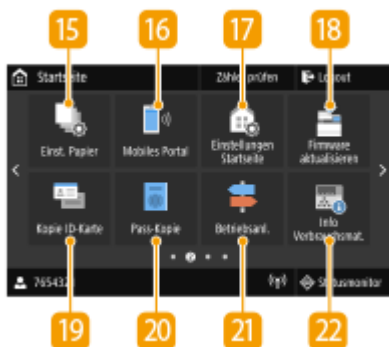 15 16 17 18
Startseite Zähler prüfen Logout
Einst. Papier Mobiles Portal Einstellungen Startseite Firmware aktualisieren
Kopie ID-Karte Pass-Kopie Betriebsanl. Info Verbrauchsmat.
7654321 Statusmonitor
19 20 21 22